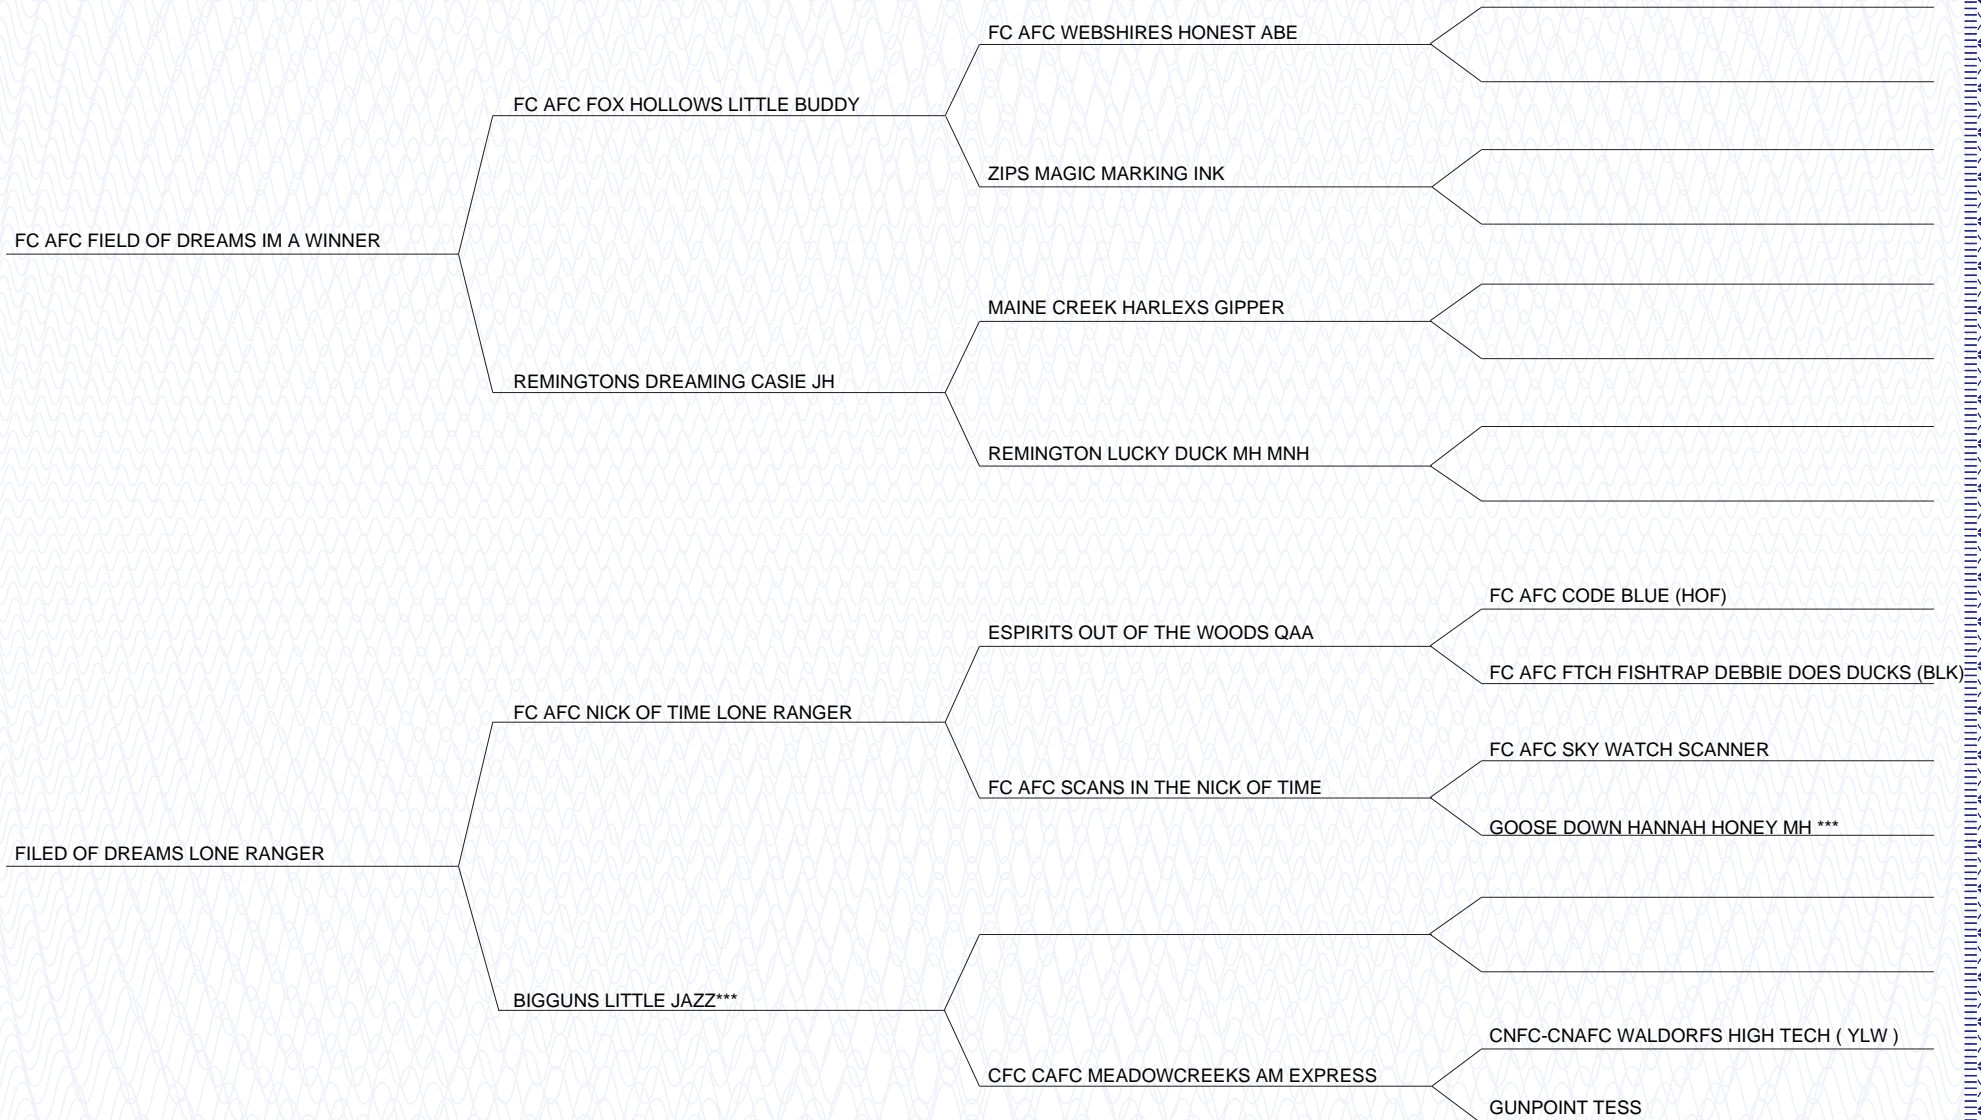 FC AFC WEBSHIRES HONEST ABE
FC AFC FOX HOLLOWS LITTLE BUDDY
ZIPS MAGIC MARKING INK
FC AFC FIELD OF DREAMS IM A WINNER
MAINE CREEK HARLEXS GIPPER
REMINGTONS DREAMING CASIE JH
REMINGTON LUCKY DUCK MH MNH
FC AFC CODE BLUE (HOF)
ESPIRITS OUT OF THE WOODS QAA
FC AFC FTCH FISHTRAP DEBBIE DOES DUCKS (BLK)
FC AFC NICK OF TIME LONE RANGER
FC AFC SKY WATCH SCANNER
FC AFC SCANS IN THE NICK OF TIME
GOOSE DOWN HANNAH HONEY MH ***
FILED OF DREAMS LONE RANGER
BIGGUNS LITTLE JAZZ***
CNFC-CNAFC WALDORFS HIGH TECH ( YLW )
CFC CAFC MEADOWCREEKS AM EXPRESS
GUNPOINT TESS